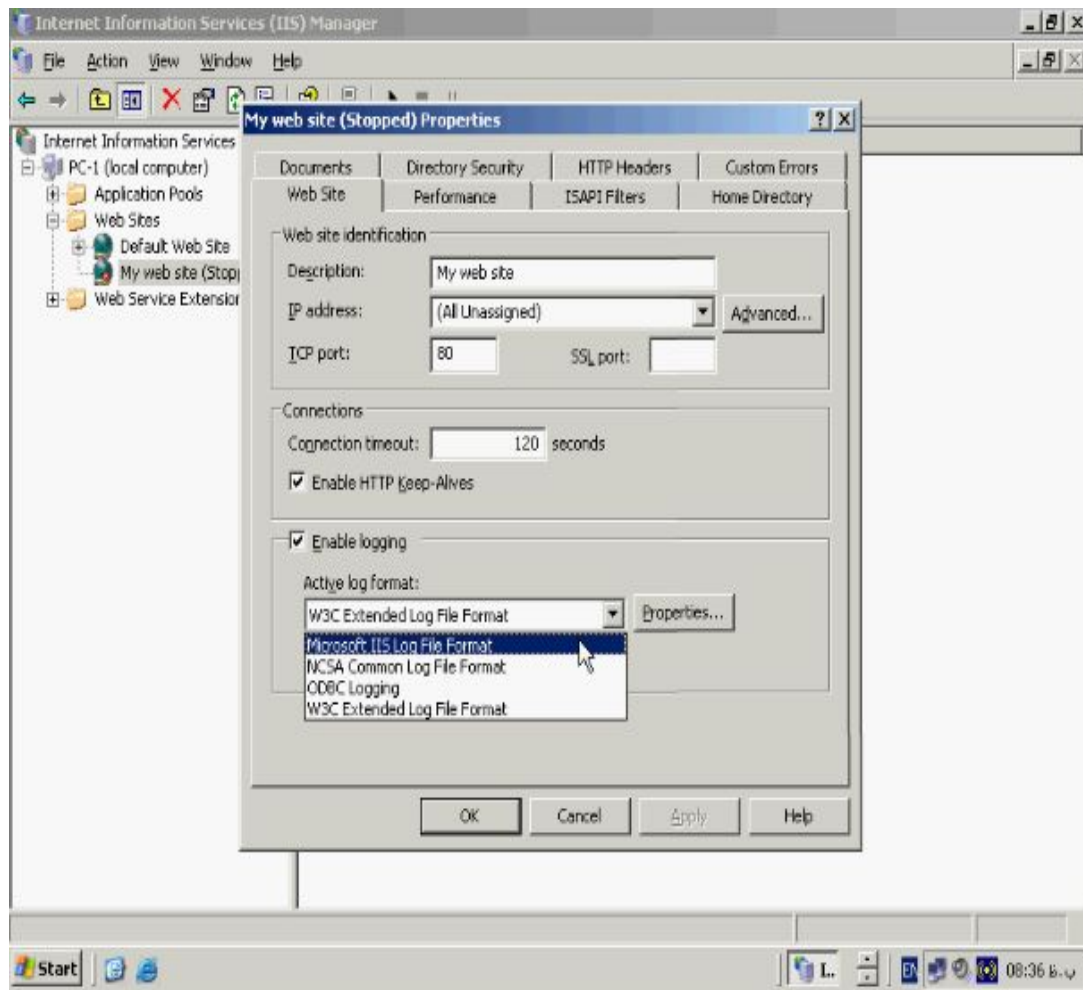 Internet Information Services (IIS) Manager
File Action View Window Help
My web site (Stopped) Properties
Internet Information Services
PC-1 (local computer)
Application Pools
Web Sites
Default Web Site
My web site (Stop
Web Service Extension
Documents Directory Security HTTP Headers Custom Errors
Web Site Performance ISAPI Filters Home Directory
Web site identification
Description: My web site
IP address: (All Unassigned) Advanced...
TCP port: 80 SSL port:
Connections
Connection timeout: 120 seconds
Enable HTTP Keep-Alives
Enable logging
Active log format:
W3C Extended Log File Format Properties...
Microsoft IIS Log File Format
NCSA Common Log File Format
ODBC Logging
W3C Extended Log File Format
OK Cancel Apply Help
Start I... EN 08:36 ب.ظ